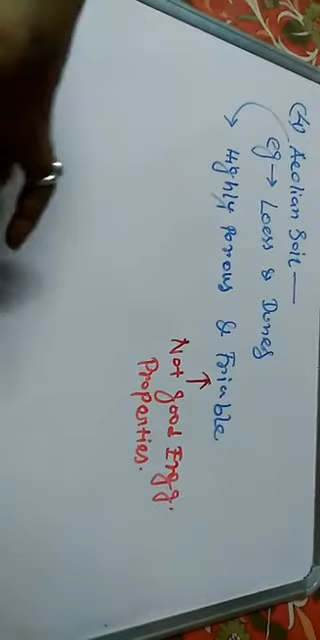 (4) Aeolian Soil —
eg → Loess & Dunes
→ Highly Porous & Friable
↑
Not good Engg.
Properties.